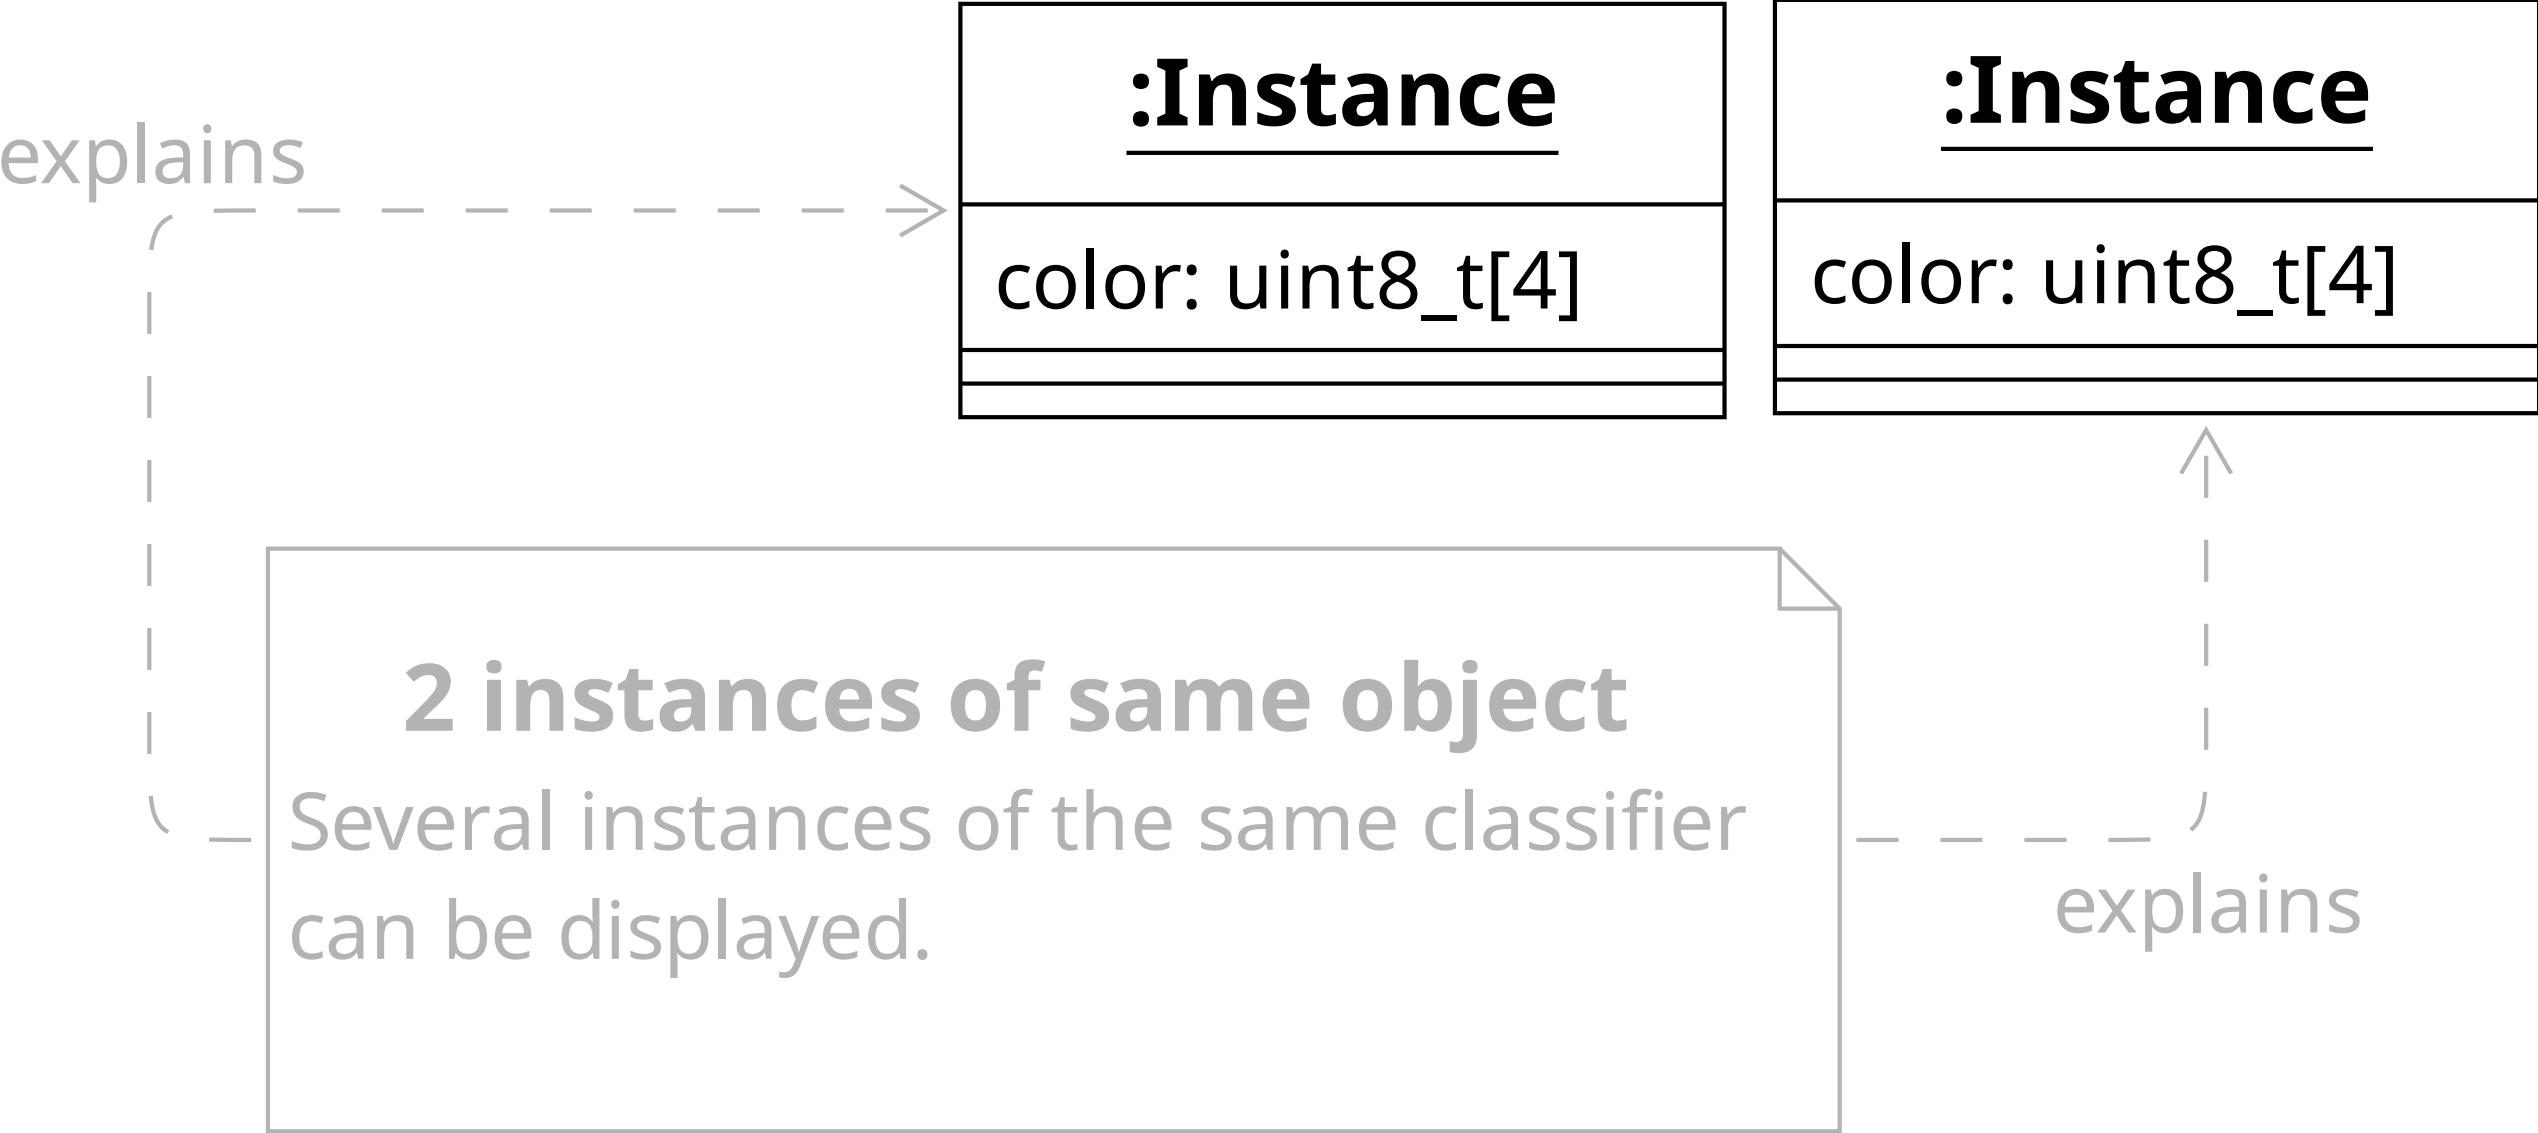 :Instance
:Instance
explains
color: uint8_t[4]
color: uint8_t[4]
2 instances of same object
Several instances of the same classifier
can be displayed.
explains